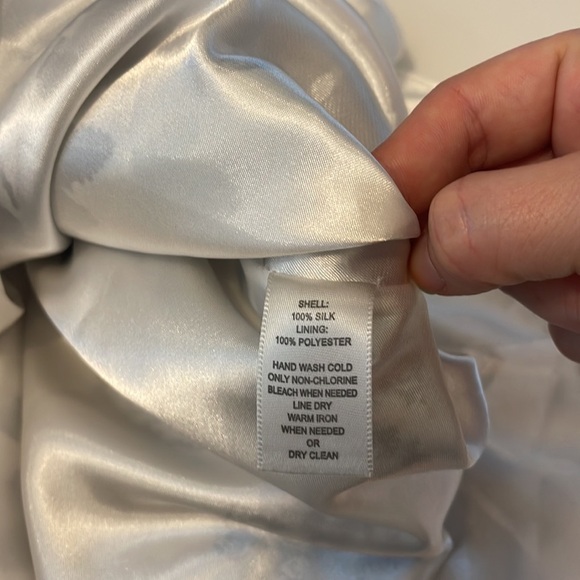 SHELL:
100% SILK
LINING:
100% POLYESTER
HAND WASH COLD
ONLY NON-CHLORINE
BLEACH WHEN NEEDED
LINE DRY
WARM IRON
WHEN NEEDED
OR
DRY CLEAN